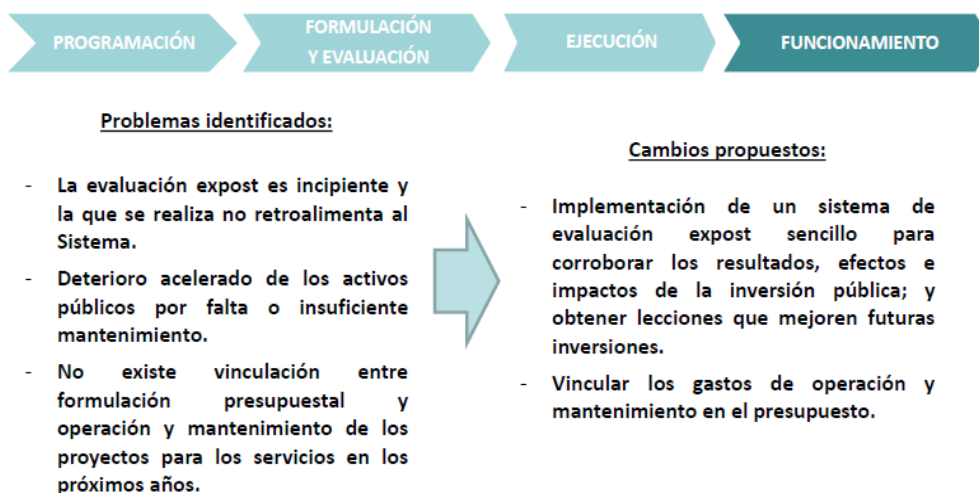 PROGRAMACIÓN
FORMULACIÓN
Y EVALUACIÓN
EJECUCIÓN
FUNCIONAMIENTO
Problemas identificados:
- La evaluación expost es incipiente y
la que se realiza no retroalimenta al
Sistema.
- Deterioro acelerado de los activos
públicos por falta o insuficiente
mantenimiento.
- No existe vinculación entre
formulación presupuestal y
operación y mantenimiento de los
proyectos para los servicios en los
próximos años.
Cambios propuestos:
- Implementación de un sistema de
evaluación expost sencillo para
corroborar los resultados, efectos e
impactos de la inversión pública; y
obtener lecciones que mejoren futuras
inversiones.
- Vincular los gastos de operación y
mantenimiento en el presupuesto.